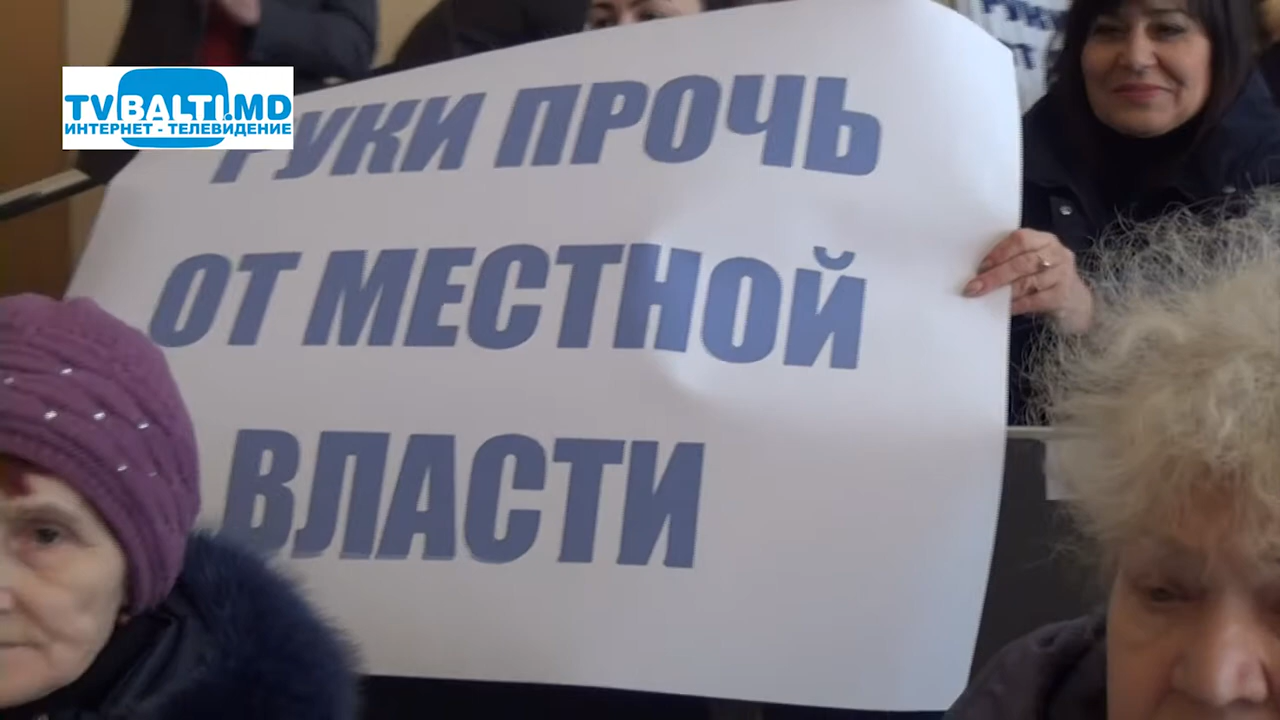 TVBALTI.MD
ИНТЕРНЕТ - ТЕЛЕВИДЕНИЕ
РУКИ ПРОЧЬ
ОТ МЕСТНОЙ
ВЛАСТИ